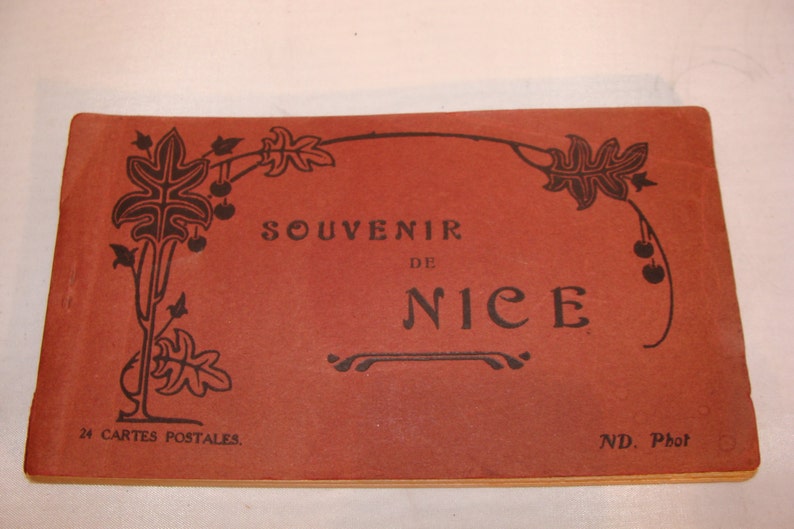 SOUVENIR
DE
NICE
24 CARTES POSTALES.
ND. Phot